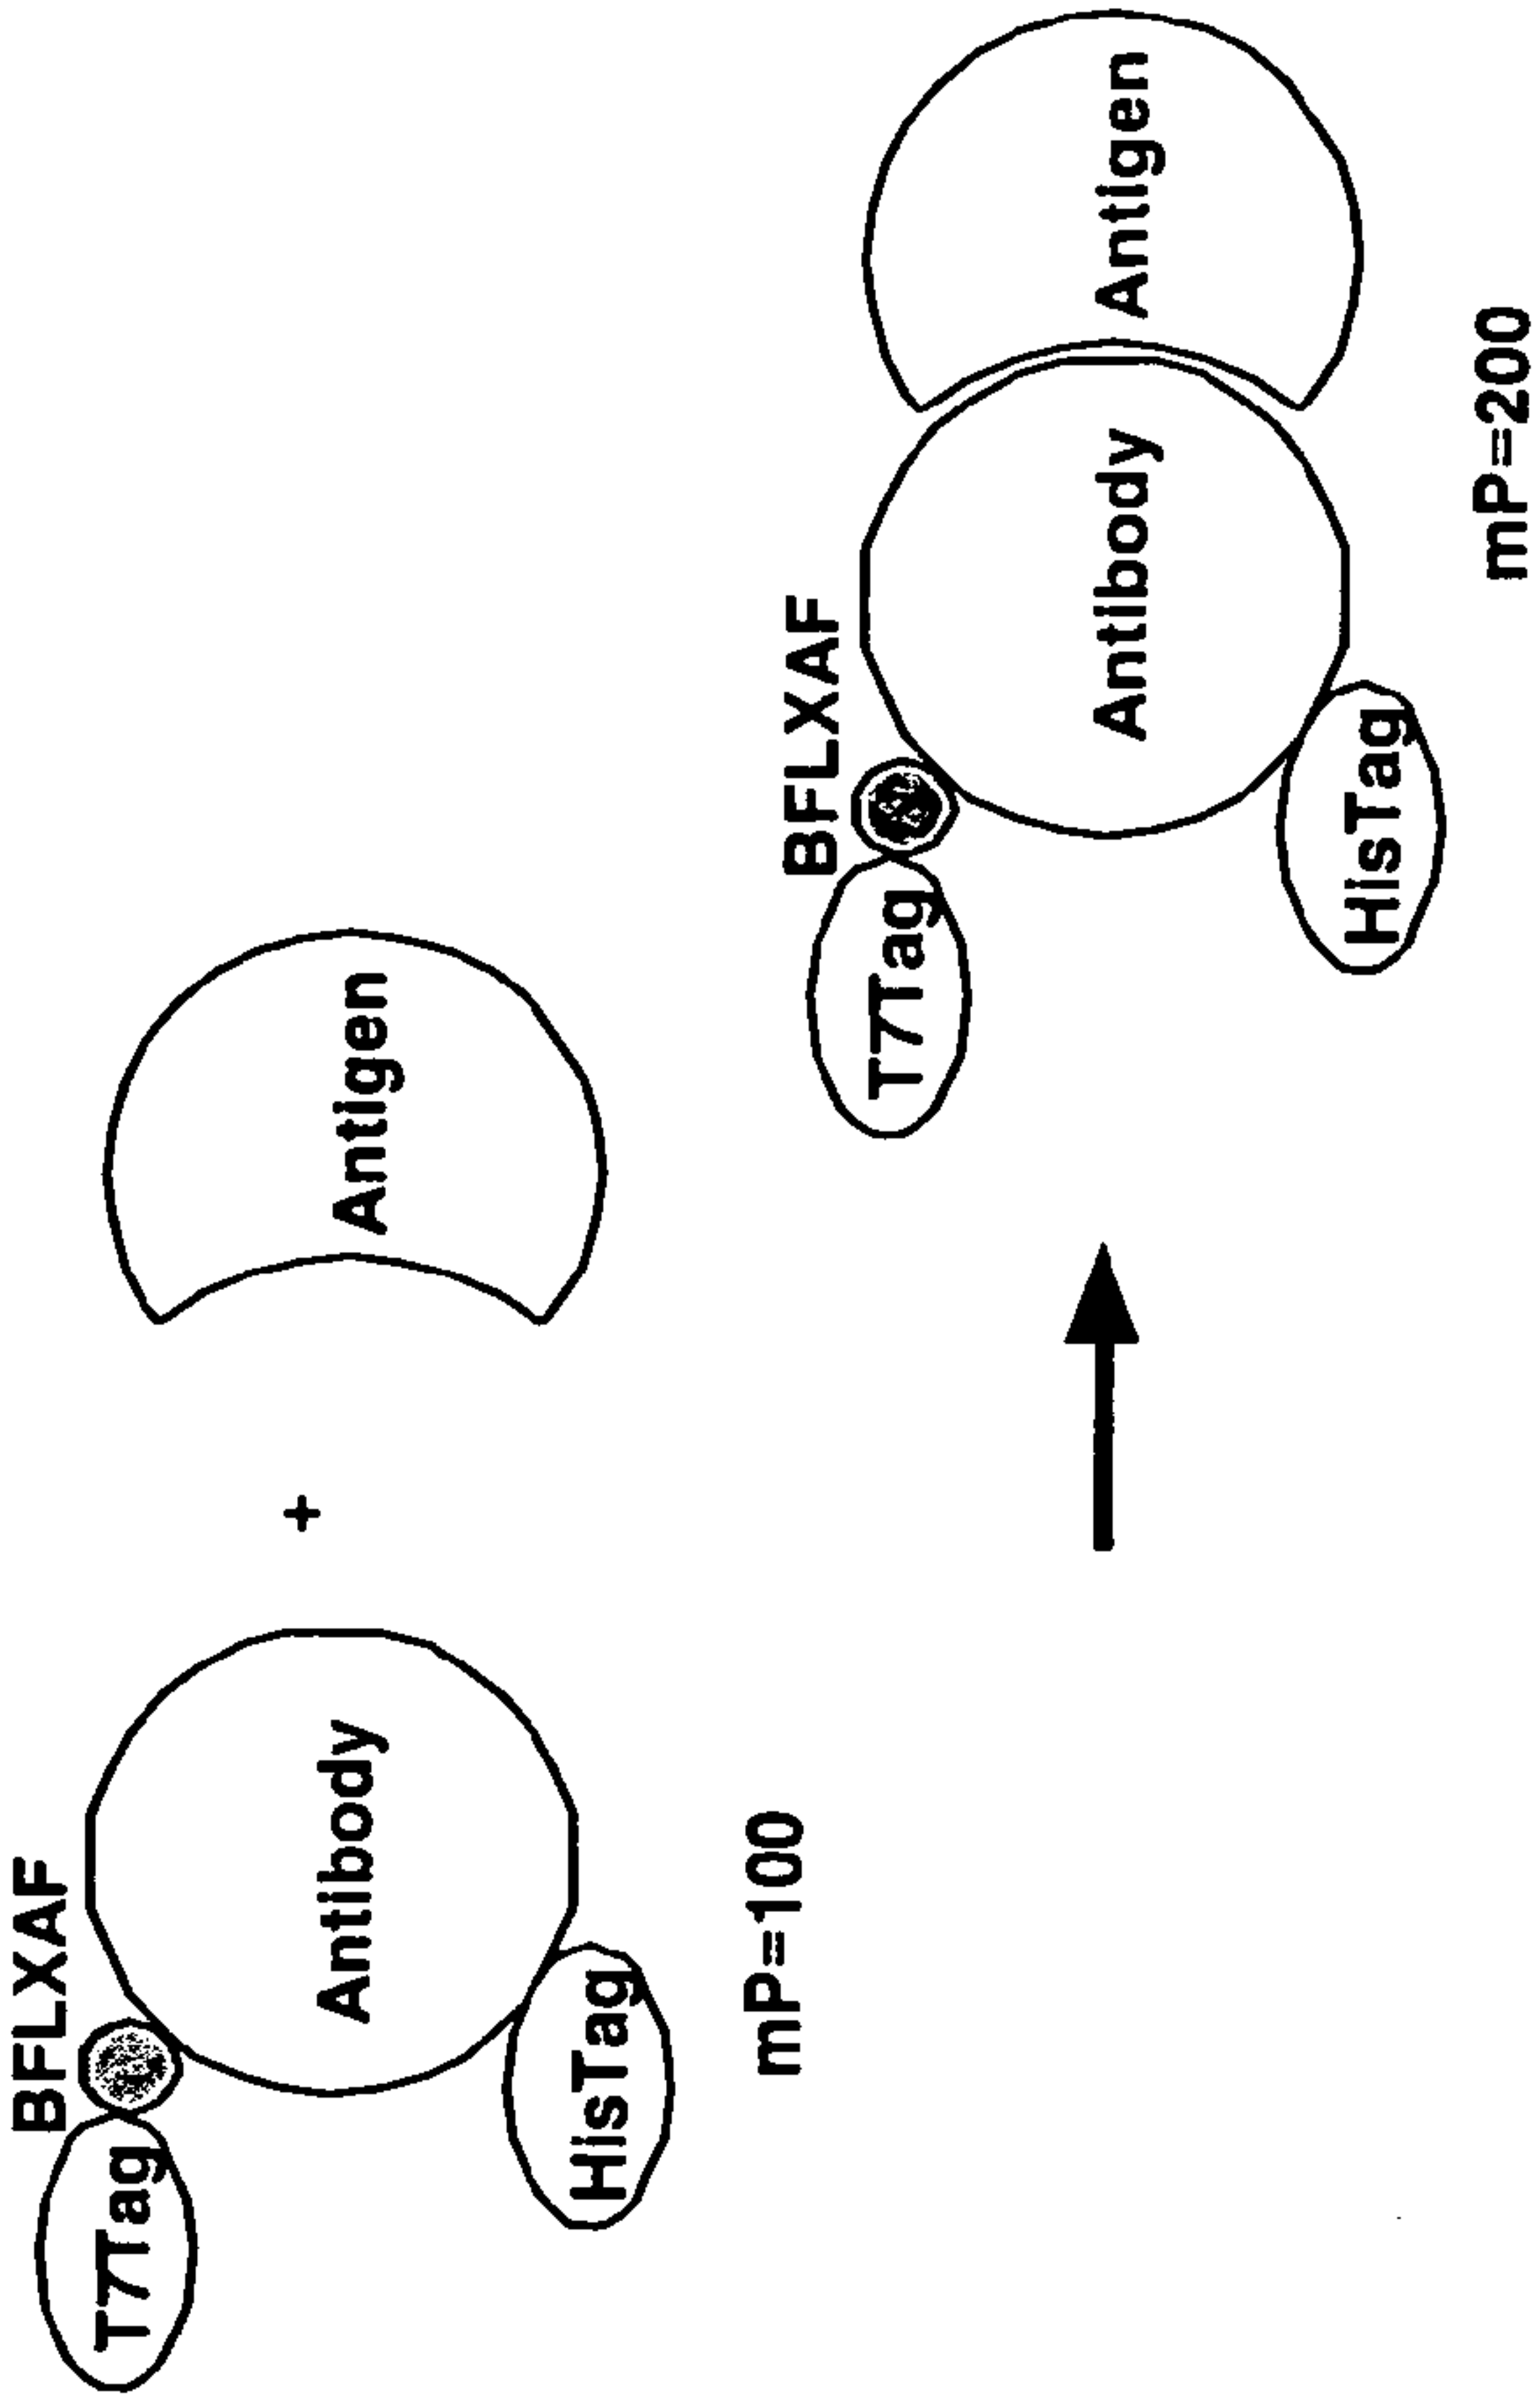 BFLXAF
T7Tag
Antibody
HisTag
mP=100
+
Antigen
BFLXAF
T7Tag
Antibody
Antigen
HisTag
mP=200